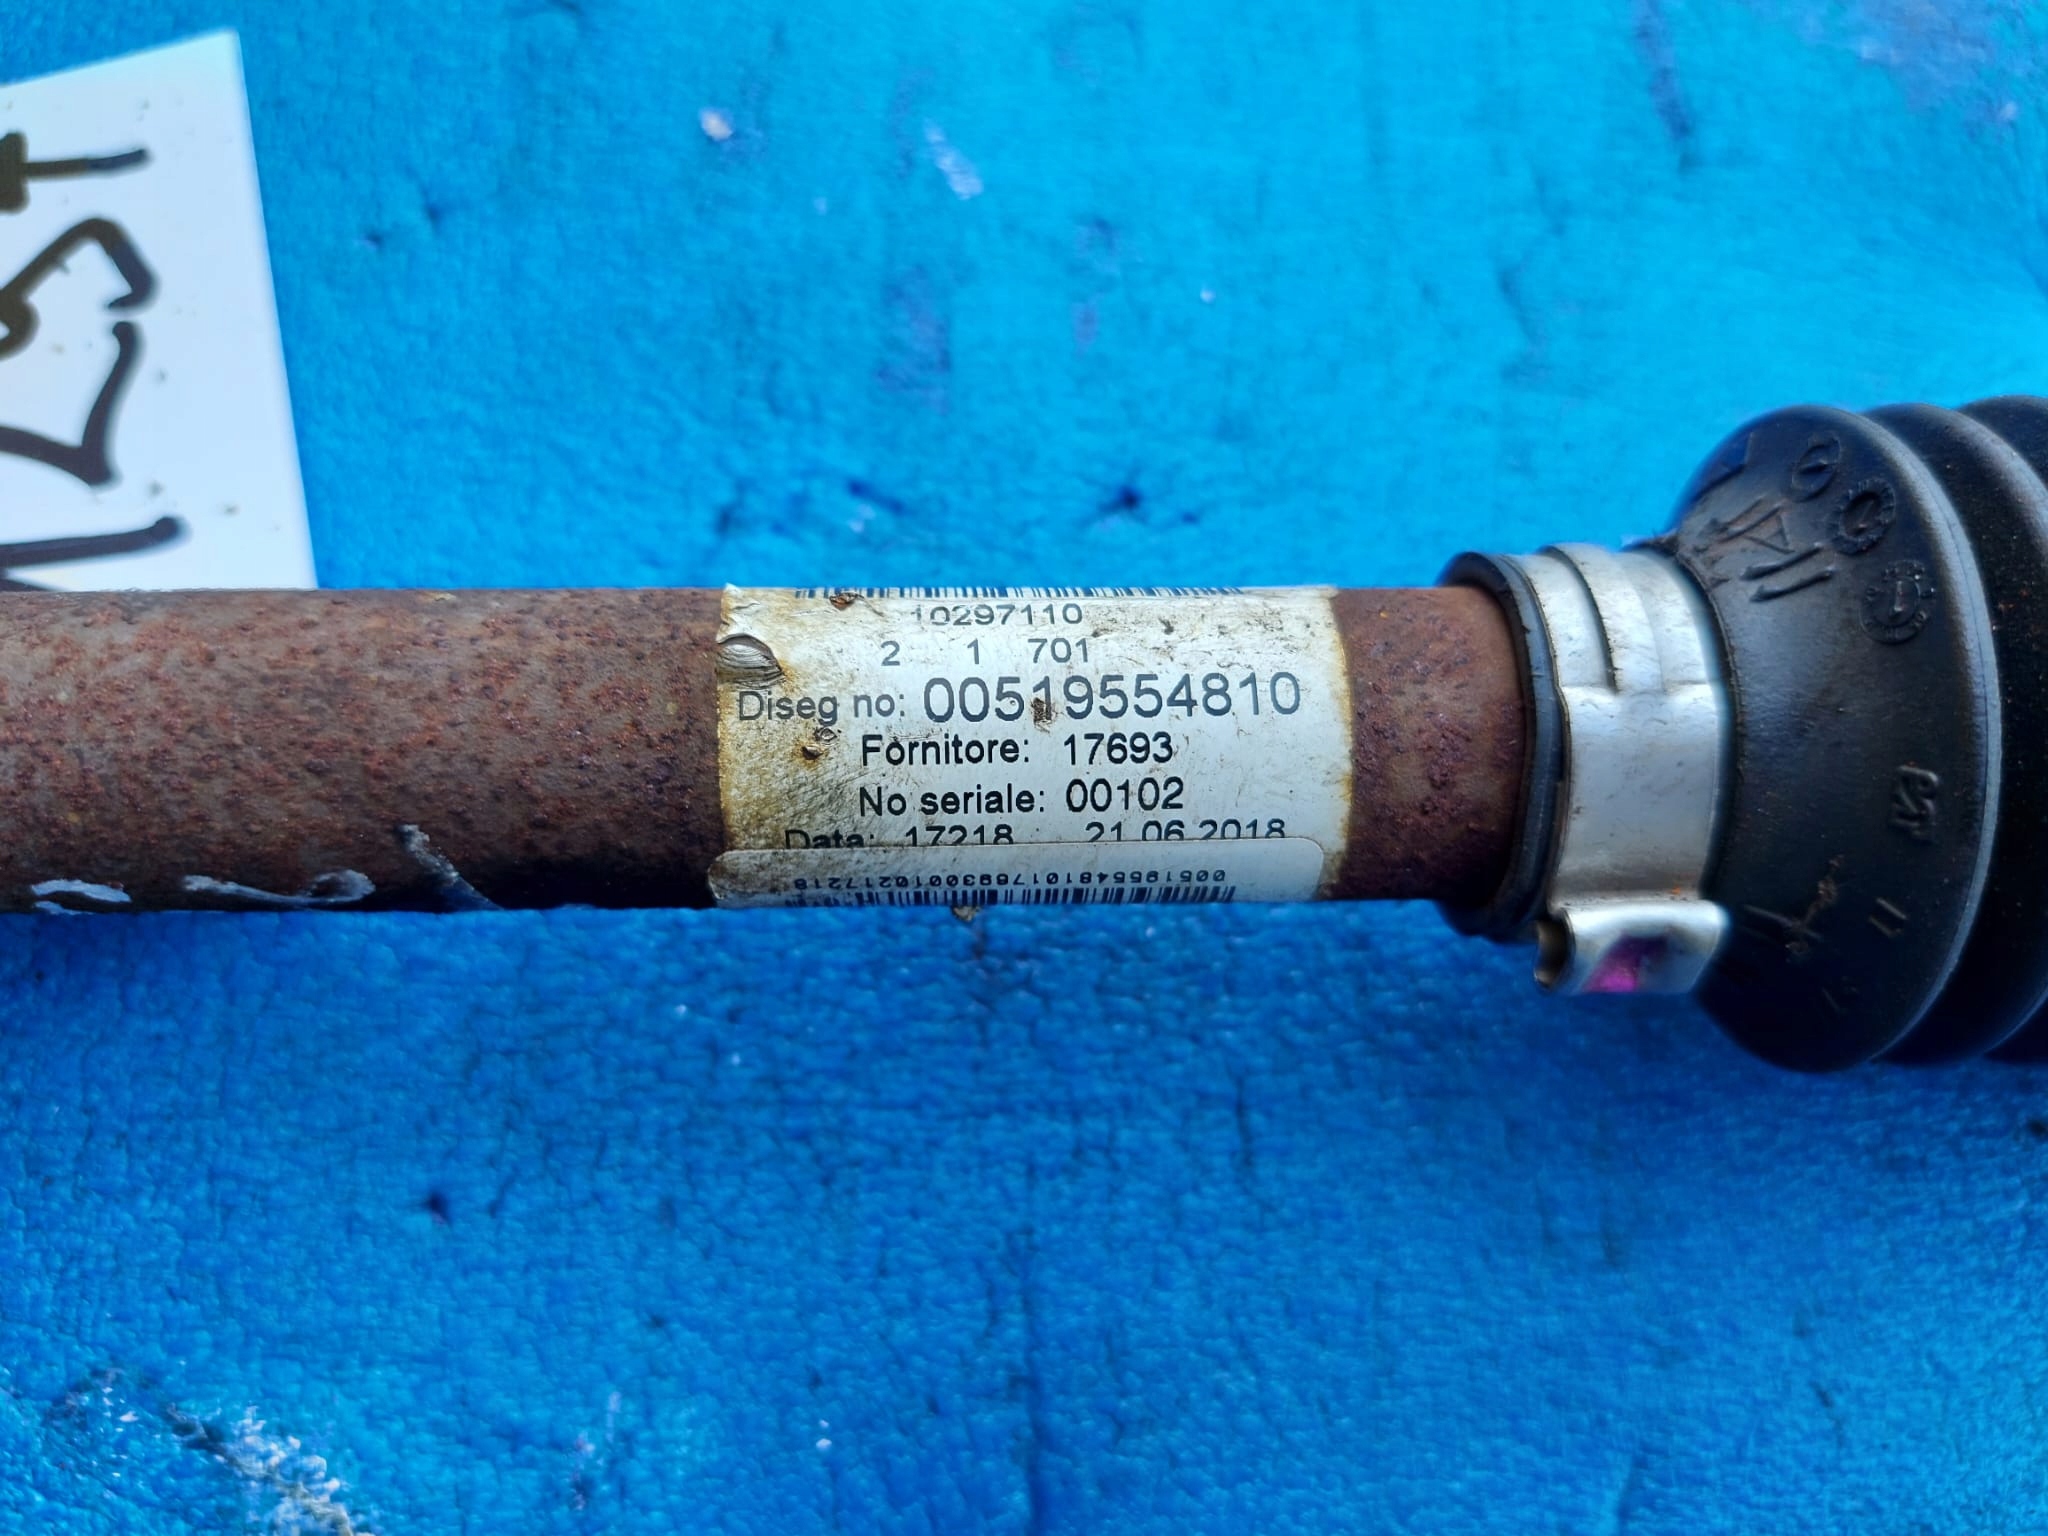 10297110
2 1 701
Diseg no: 00519554810
Fornitore: 17693
No seriale: 00102
Data: 17218 21.06.2018
00519554810176930010217218